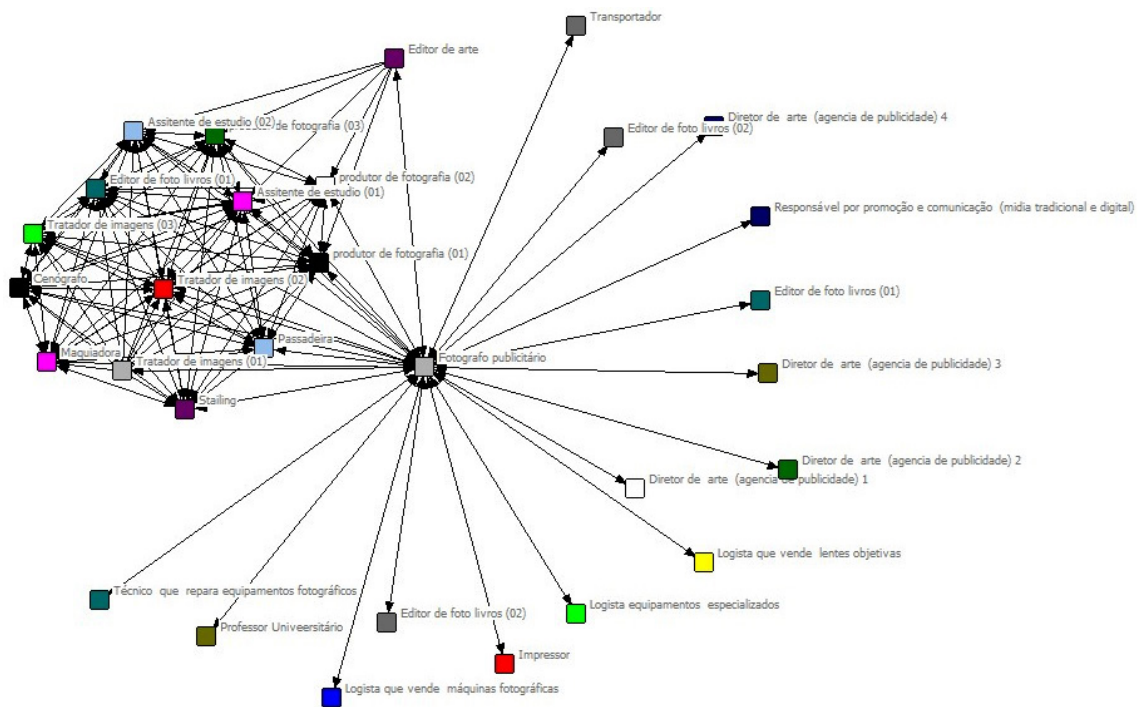 Transportador
Editor de arte
Diretor de arte (agencia de publicidade) 4
Assitente de estudio (02)
de fotografia (03)
Editor de foto livros (02)
produtor de fotografia (02)
Editor de foto livros (01)
Assitente de estudio (01)
Responsável por promoção e comunicação (midia tradicional e digital)
Tratador de imagens (03)
produtor de fotografia (01)
Cenógrafo
Tratador de imagens (02)
Editor de foto livros (01)
Passadeira
Maquiadora
Tratador de imagens (01)
Fotografo publicitário
Diretor de arte (agencia de publicidade) 3
Stailing
Diretor de arte (agencia de publicidade) 2
Diretor de arte (agencia de publicidade) 1
Logista que vende lentes objetivas
Técnico que repara equipamentos fotográficos
Logista equipamentos especializados
Editor de foto livros (02)
Professor Univeersitário
Impressor
Logista que vende máquinas fotográficas